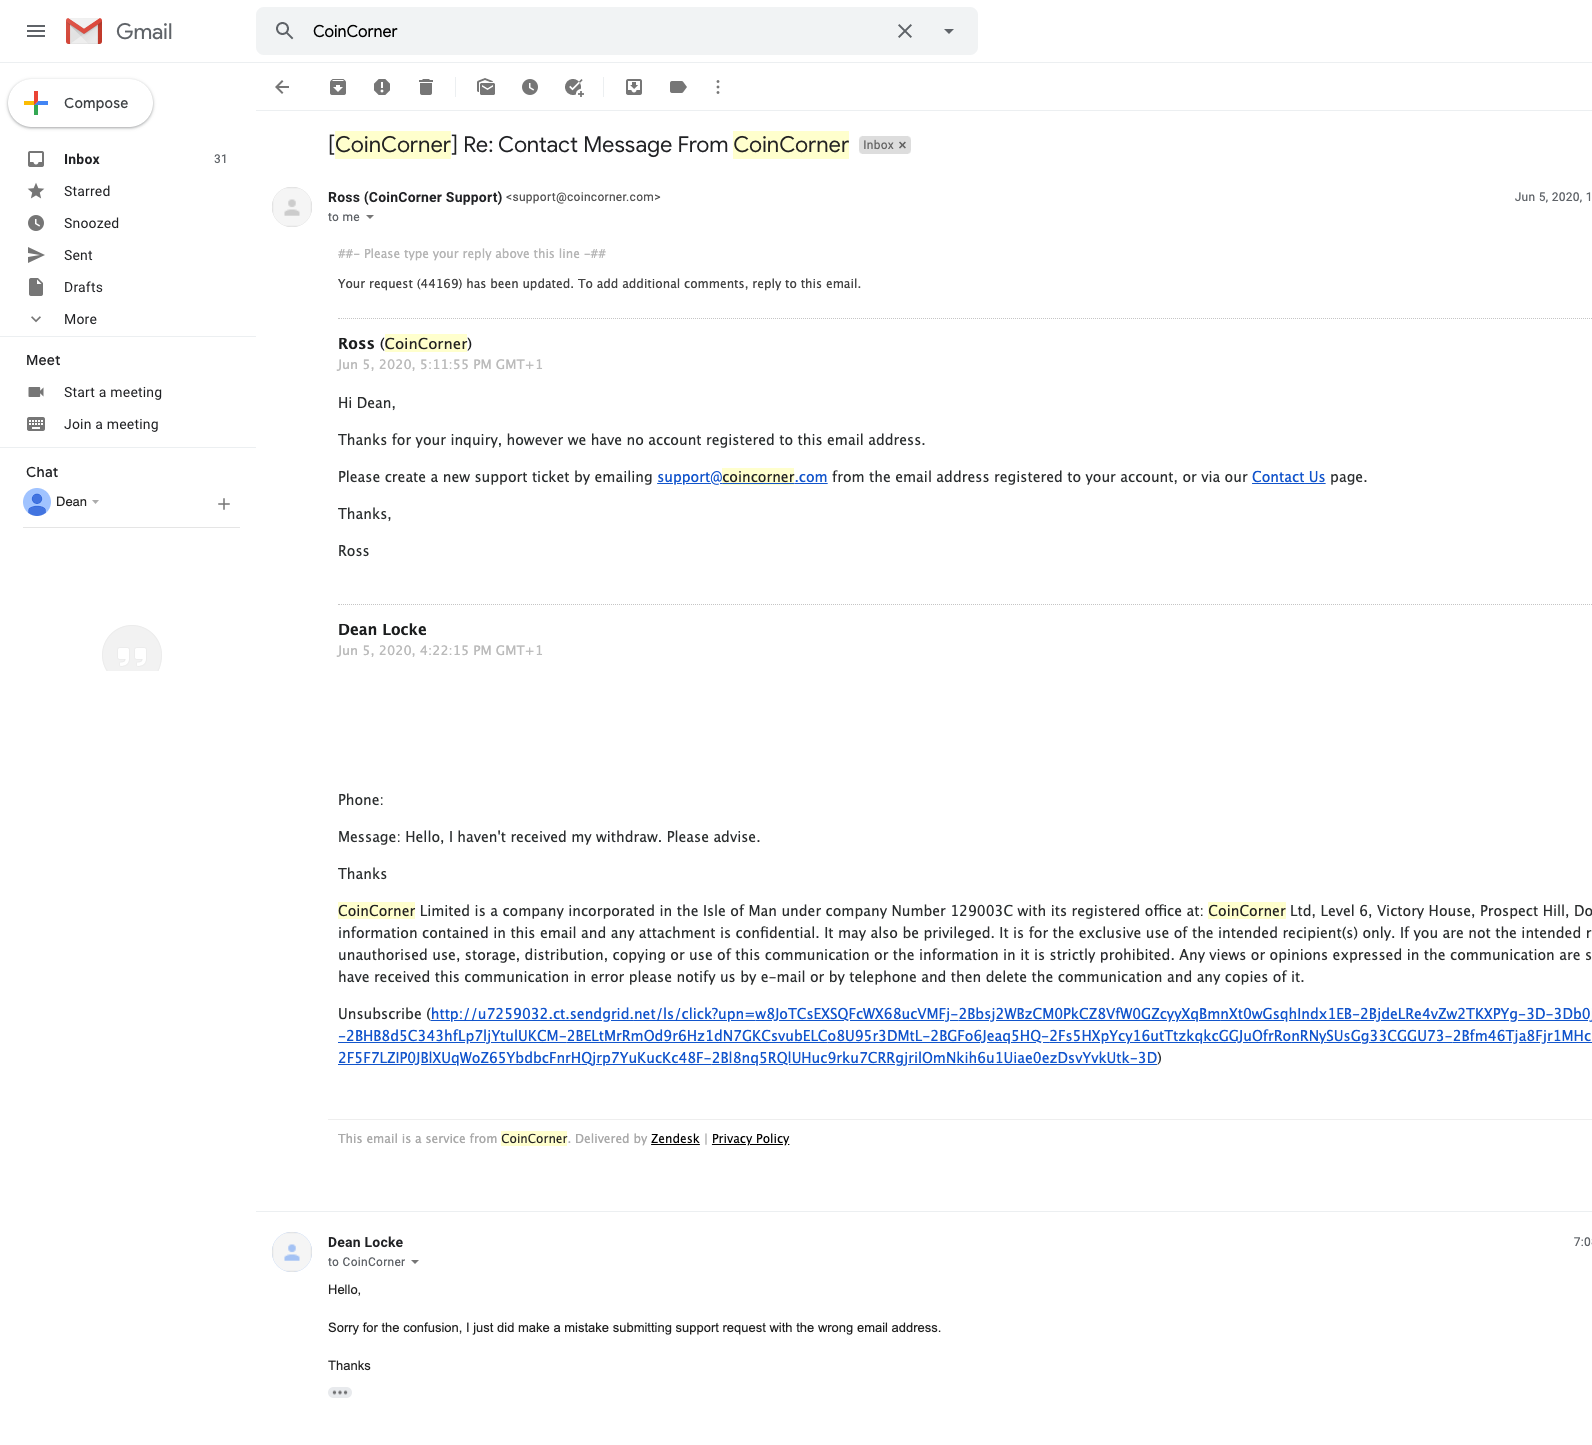 Gmail
CoinCorner
Compose
Inbox 31
Starred
Snoozed
Sent
Drafts
More
Meet
Start a meeting
Join a meeting
Chat
Dean
[CoinCorner] Re: Contact Message From CoinCorner Inbox ×
Ross (CoinCorner Support) <support@coincorner.com> Jun 5, 2020, 1
to me
##- Please type your reply above this line -##
Your request (44169) has been updated. To add additional comments, reply to this email.
Ross (CoinCorner)
Jun 5, 2020, 5:11:55 PM GMT+1
Hi Dean,
Thanks for your inquiry, however we have no account registered to this email address.
Please create a new support ticket by emailing support@coincorner.com from the email address registered to your account, or via our Contact Us page.
Thanks,
Ross
Dean Locke
Jun 5, 2020, 4:22:15 PM GMT+1
Phone:
Message: Hello, I haven't received my withdraw. Please advise.
Thanks
CoinCorner Limited is a company incorporated in the Isle of Man under company Number 129003C with its registered office at: CoinCorner Ltd, Level 6, Victory House, Prospect Hill, Do
information contained in this email and any attachment is confidential. It may also be privileged. It is for the exclusive use of the intended recipient(s) only. If you are not the intended r
unauthorised use, storage, distribution, copying or use of this communication or the information in it is strictly prohibited. Any views or opinions expressed in the communication are s
have received this communication in error please notify us by e-mail or by telephone and then delete the communication and any copies of it.
Unsubscribe (http://u7259032.ct.sendgrid.net/ls/click?upn=w8JoTCsEXSQFcWX68ucVMFj-2Bbsj2WBzCM0PkCZ8VfW0GZcyyXqBmnXt0wGsqhIndx1EB-2BjdeLRe4vZw2TKXPYg-3D-3Db0J
-2BHB8d5C343hfLp7ljYtulUKCM-2BELtMrRmOd9r6Hz1dN7GKCsvubELCo8U95r3DMtL-2BGFo6Jeaq5HQ-2Fs5HXpYcy16utTtzkqkcGGJuOfrRonRNySUsGg33CGGU73-2Bfm46Tja8Fjr1MHc
2F5F7LZlP0JBlXUqWoZ65YbdbcFnrHQjrp7YuKucKc48F-2Bl8nq5RQlUHuc9rku7CRRgjrilOmNkih6u1Uiae0ezDsvYvkUtk-3D)
This email is a service from CoinCorner. Delivered by Zendesk | Privacy Policy
Dean Locke 7:0
to CoinCorner
Hello,
Sorry for the confusion, I just did make a mistake submitting support request with the wrong email address.
Thanks